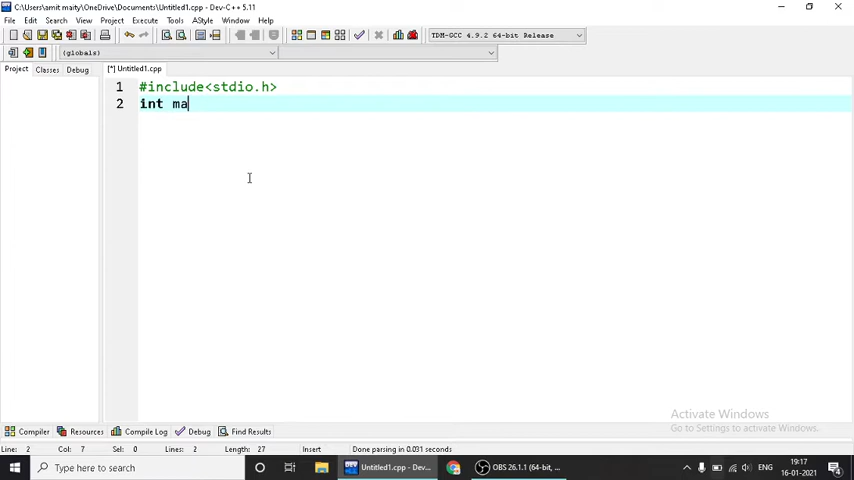 C:\Users\amit maity\OneDrive\Documents\Untitled1.cpp - Dev-C++ 5.11
File Edit Search View Project Execute Tools AStyle Window Help
TDM-GCC 4.9.2 64-bit Release
(globals)
Project Classes Debug [*] Untitled1.cpp
1 #include<stdio.h>
2 int ma
Activate Windows
Go to Settings to activate Windows.
Compiler Resources Compile Log Debug Find Results
Line: 2 Col: 7 Sel: 0 Lines: 2 Length: 27 Insert Done parsing in 0.031 seconds
Type here to search Untitled1.cpp - Dev-... OBS 26.1.1 (64-bit, ... ENG 19:17
16-01-2021 4